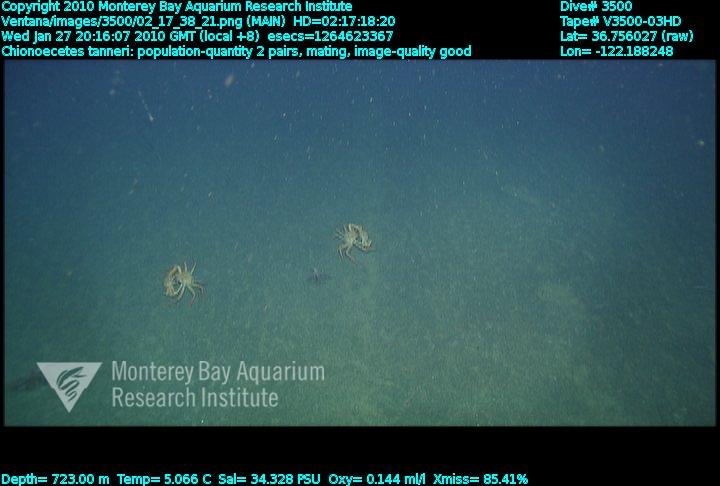 Copyright 2010 Monterey Bay Aquarium Research Institute Dive# 3500
Ventana/images/3500/02_17_38_21.png (MAIN) HD=02:17:18:20 Tape# V3500-03HD
Wed Jan 27 20:16:07 2010 GMT (local +8) esecs=1264623367 Lat= 36.756027 (raw)
Chionoecetes tanneri: population-quantity 2 pairs, mating, image-quality good Lon= -122.188248
Monterey Bay Aquarium
Research Institute
Depth= 723.00 m Temp= 5.066 C Sal= 34.328 PSU Oxy= 0.144 ml/l Xmiss= 85.41%